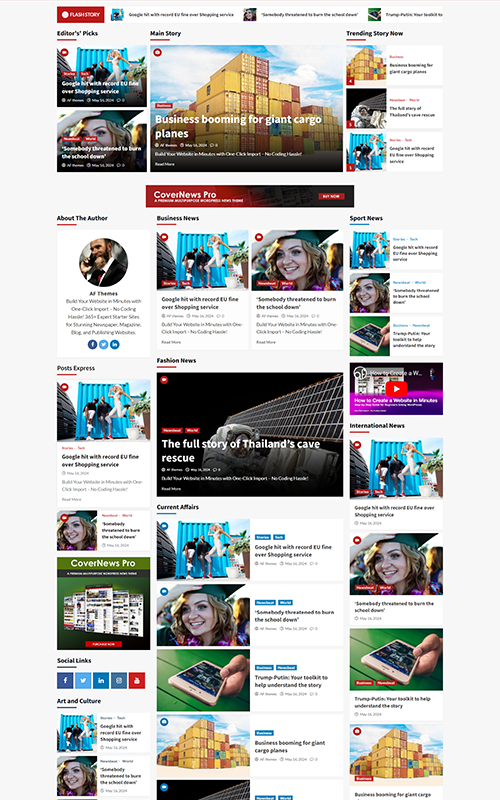 FLASH STORY
Google hit with record EU fine over Shopping service
'Somebody threatened to burn the school down'
Trump-Putin: Your toolkit to
Editor's' Picks
Stories Tech
Google hit with record EU fine
over Shopping service
AF themes May 16, 2024 0
Newsbeat World
'Somebody threatened to burn
the school down'
AF themes May 16, 2024 0
Main Story
Business
Business booming for giant cargo
planes
AF themes May 16, 2024 0
Build Your Website in Minutes with One-Click Import – No Coding Hassle!
Read More
Trending Story Now
Business
Business booming for
giant cargo planes
Newsbeat World
The full story of
Thailand's cave rescue
Stories Tech
Google hit with record
EU fine over Shopping
service
CoverNews Pro
A PREMIUM MULTIPURPOSE WORDPRESS NEWS THEME
BUY NOW
About The Author
AF Themes
Build Your Website in Minutes with
One-Click Import – No Coding
Hassle! 365+ Expert Starter Sites
for Stunning Newspaper, Magazine,
Blog, and Publishing Websites.
Posts Express
Stories Tech
Google hit with record EU fine
over Shopping service
May 16, 2024
Build Your Website in Minutes with One-
Click Import – No Coding Hassle!
Read More
Newsbeat World
'Somebody
threatened to burn
the school down'
May 16, 2024
CoverNews Pro
A PREMIUM MULTIPURPOSE WORDPRESS NEWS THEME
PURCHASE NOW
Social Links
Art and Culture
Stories Tech
Google hit with
record EU fine over
Shopping service
May 16, 2024
Newsbeat World
'Somebody
threatened to burn
the school down'
Business News
Stories Tech
Google hit with record EU fine
over Shopping service
AF themes May 16, 2024 0
Build Your Website in Minutes with One-
Click Import – No Coding Hassle!
Read More
Newsbeat World
'Somebody threatened to burn
the school down'
AF themes May 16, 2024 0
Build Your Website in Minutes with One-
Click Import – No Coding Hassle!
Read More
Fashion News
Newsbeat World
The full story of Thailand's cave
rescue
AF themes May 16, 2024 0
Build Your Website in Minutes with One-Click Import – No Coding Hassle!
Read More
Current Affairs
Stories Tech
Google hit with record EU fine
over Shopping service
AF themes May 16, 2024 0
Newsbeat World
'Somebody threatened to burn
the school down'
AF themes May 16, 2024 0
Business Newsbeat
Trump-Putin: Your toolkit to
help understand the story
AF themes May 16, 2024 0
Business
Business booming for giant
cargo planes
AF themes May 16, 2024 0
Newsbeat World
Sport News
Stories Tech
Google hit with record
EU fine over Shopping
service
Newsbeat World
'Somebody threatened
to burn the school
down'
Business Newsbeat
Trump-Putin: Your
toolkit to help
understand the story
How to Create a W...
How to Create a Website in Minutes
International News
Stories Tech
Google hit with record EU fine
over Shopping service
May 16, 2024
Newsbeat World
'Somebody threatened to burn the
school down'
May 16, 2024
Business Newsbeat
Trump-Putin: Your toolkit to help
understand the story
May 16, 2024
Business
Business booming for giant cargo
planes